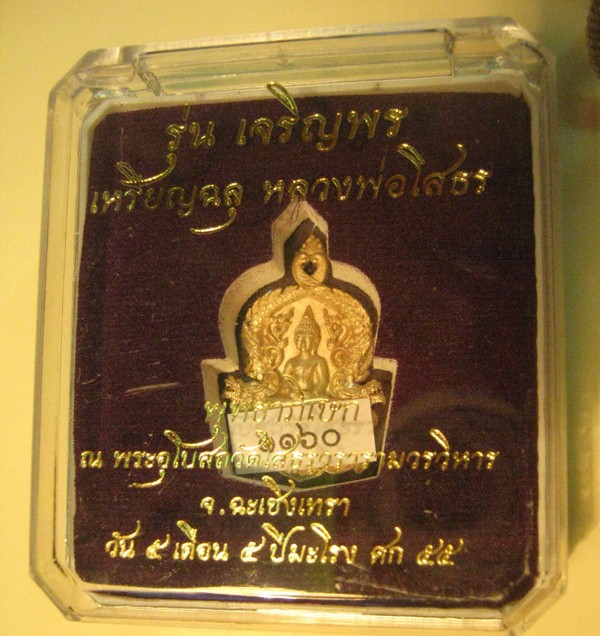 รุ่น เจริญพร
เหรียญฉลุ หลวงพ่อโสธร
พุทธาภิเษก
๑๖๐
ณ พระอุโบสถวัดโสธรวรารามวรวิหาร
จ.ฉะเชิงเทรา
วัน ๕ เดือน ๕ ปีมะโรง ศก ๕๕